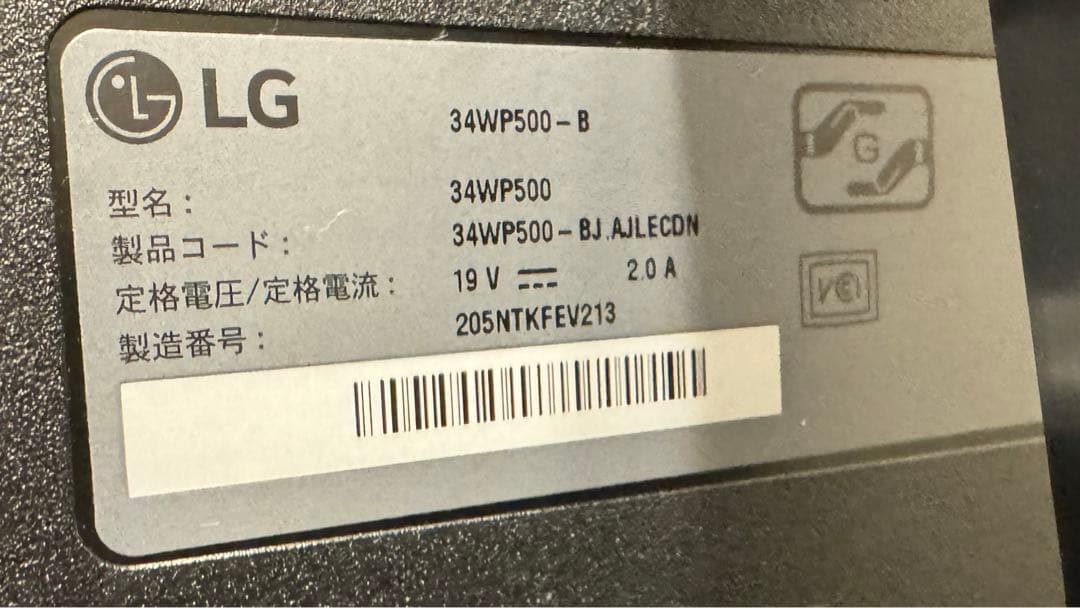 LG
34WP500-B
型名: 34WP500
製品コード: 34WP500-BJ.AJLECDN
定格電圧/定格電流: 19 V ⎓ 2.0 A
製造番号: 205NTKFEV213
G